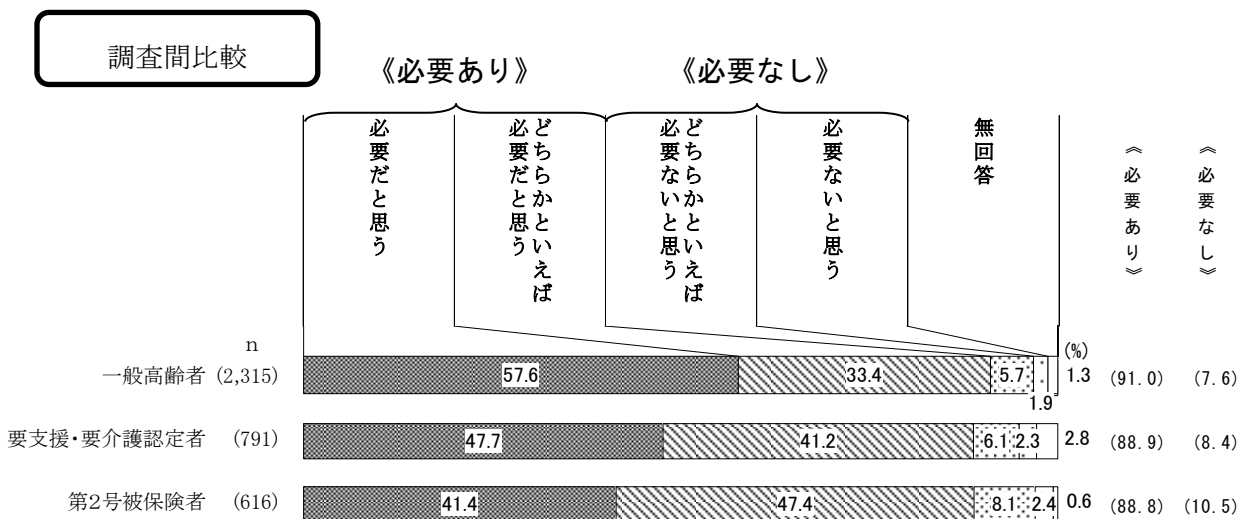 調査間比較
《必要あり》
《必要なし》
必要だと思う
どちらかといえば
必要だと思う
どちらかといえば
必要ないと思う
必要ないと思う
無回答
《必要あり》
《必要なし》
n
(%)
一般高齢者 (2,315) 57.6 33.4 5.7 1.9 1.3 (91.0) (7.6)
要支援・要介護認定者 (791) 47.7 41.2 6.1 2.3 2.8 (88.9) (8.4)
第2号被保険者 (616) 41.4 47.4 8.1 2.4 0.6 (88.8) (10.5)